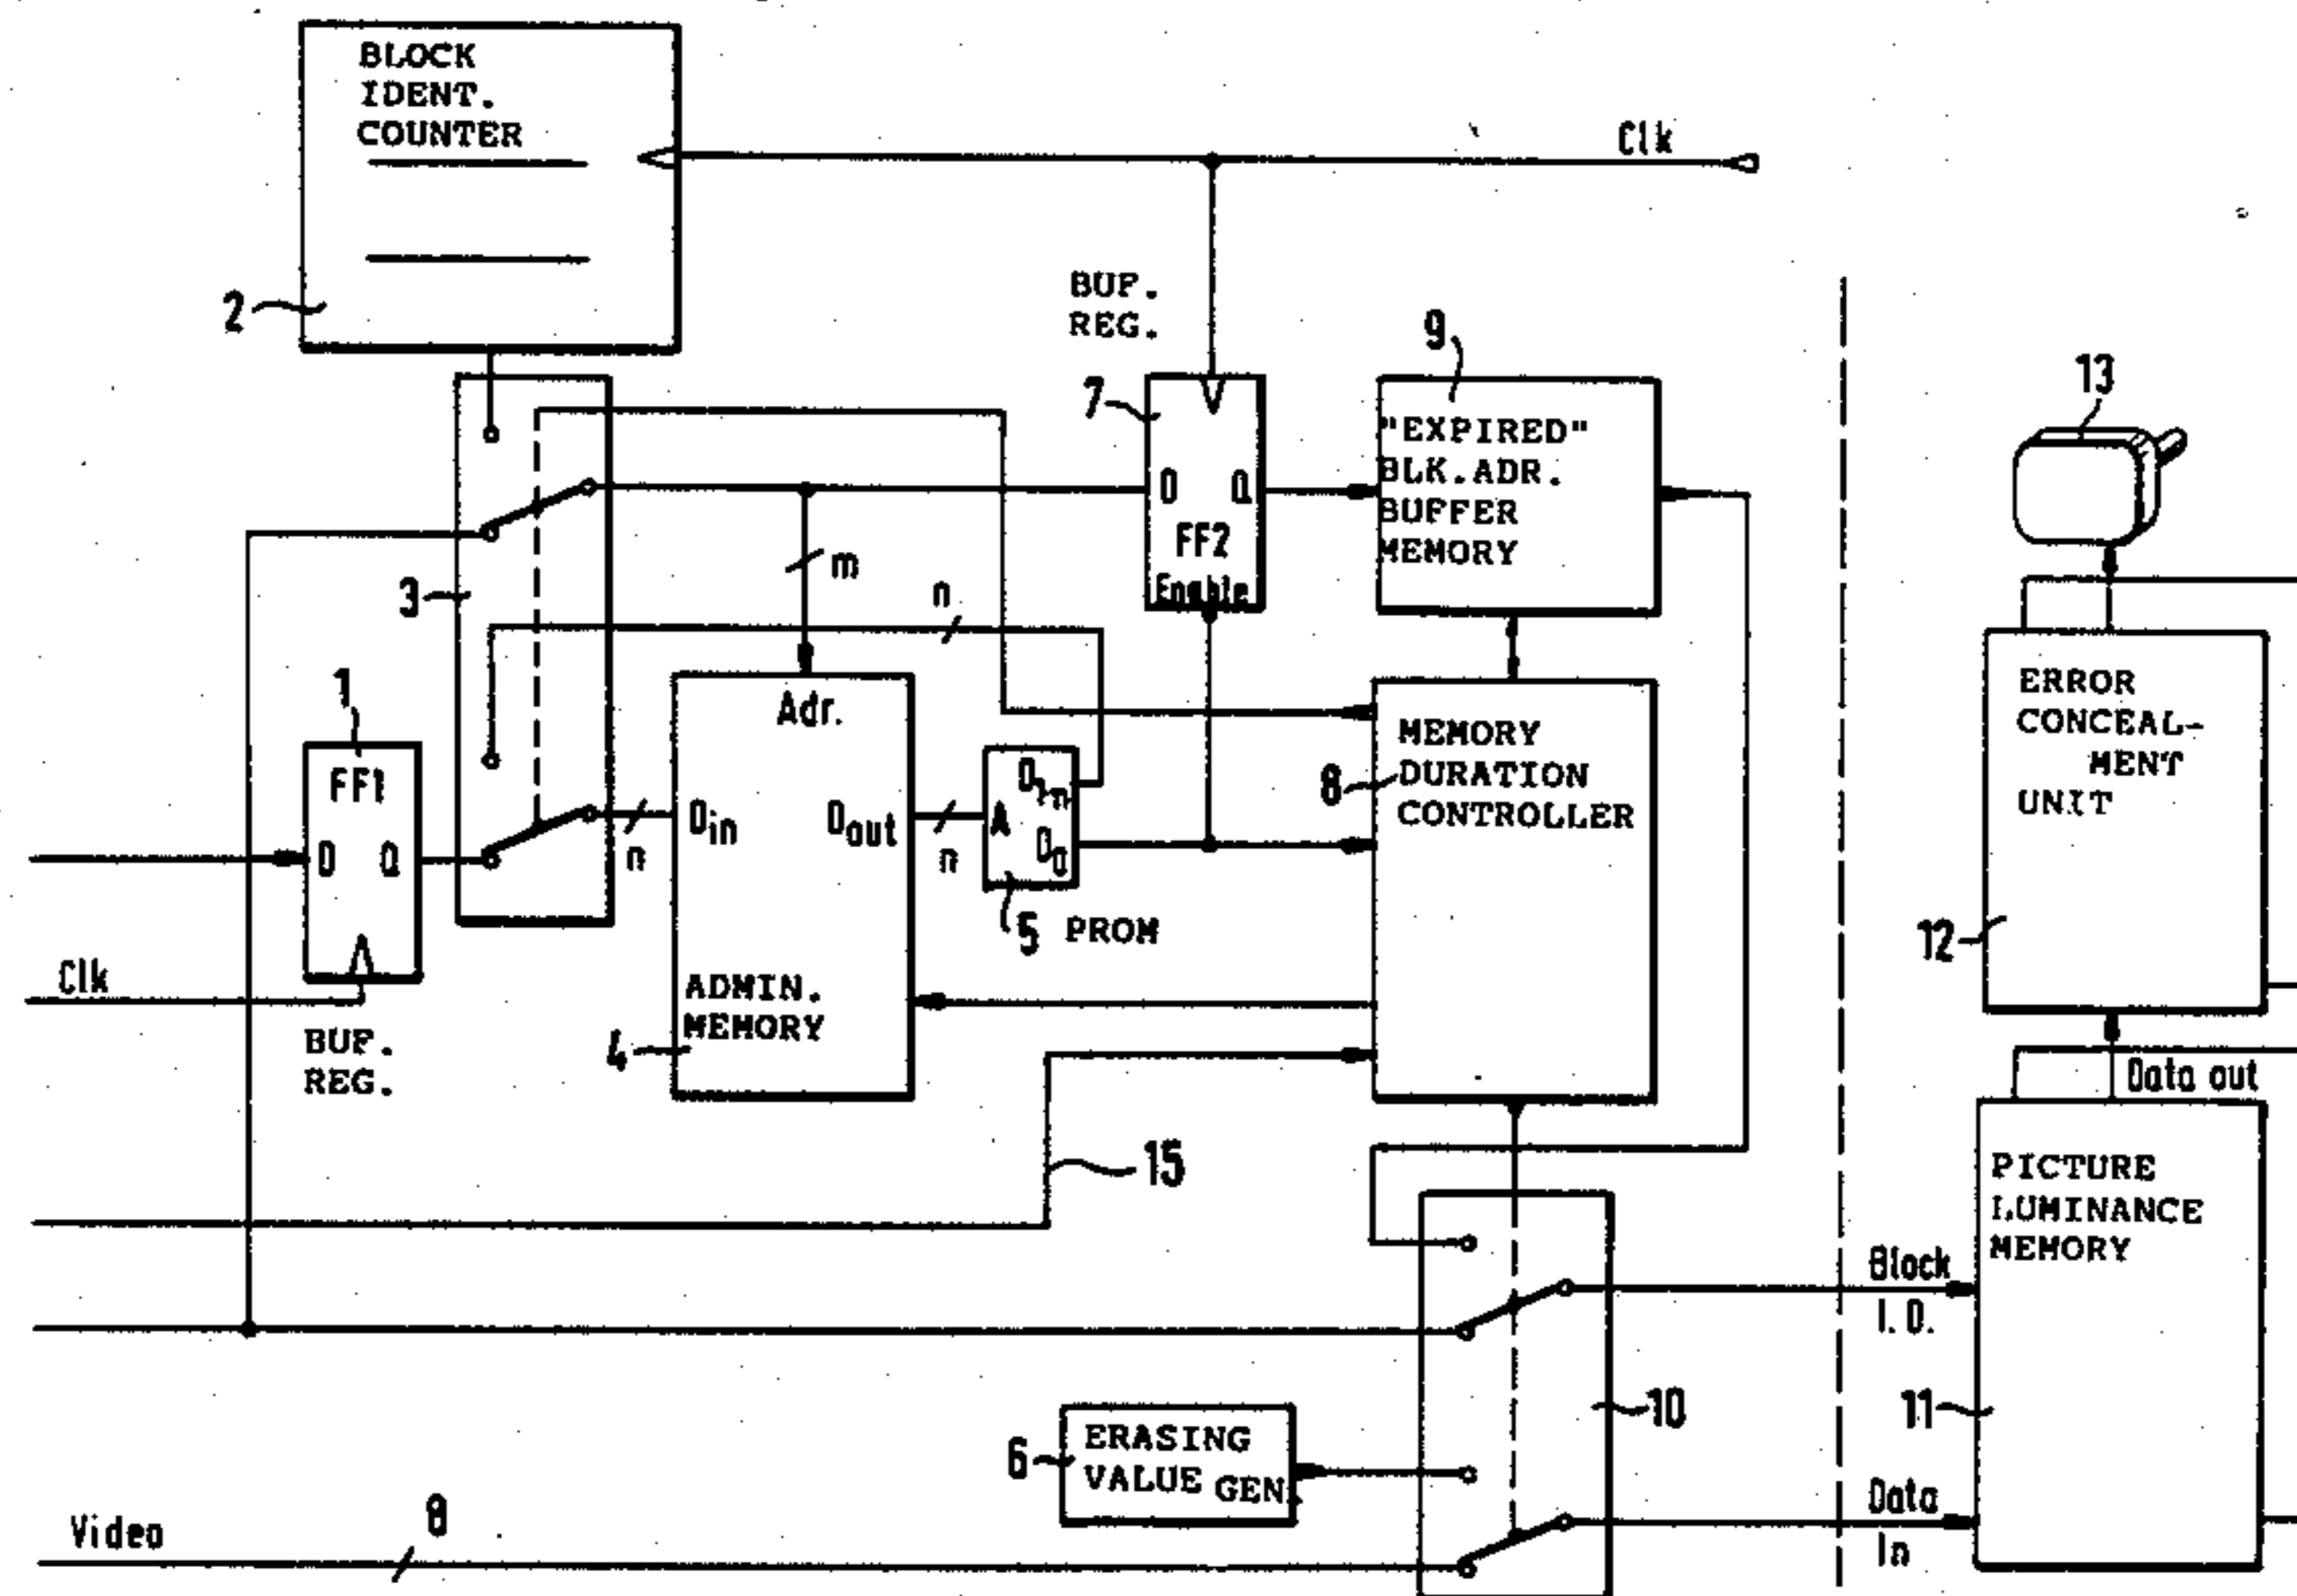 BLOCK
IDENT.
COUNTER
Clk
2
BUF.
REG.
7
D Q
FF2
Enable
9
"EXPIRED"
BLK.ADR.
BUFFER
MEMORY
13
3
m
n
1
FF1
D Q
Clk
BUF.
REG.
n
Adr.
Din
Dout
ADMIN.
MEMORY
4
n
A
Dln
D0
5 PROM
MEMORY
DURATION
CONTROLLER
8
15
ERROR
CONCEAL-
MENT
UNIT
12
Data out
PICTURE
LUMINANCE
MEMORY
11
Block
I.D.
10
6
ERASING
VALUE GEN.
Data
In
Video
8